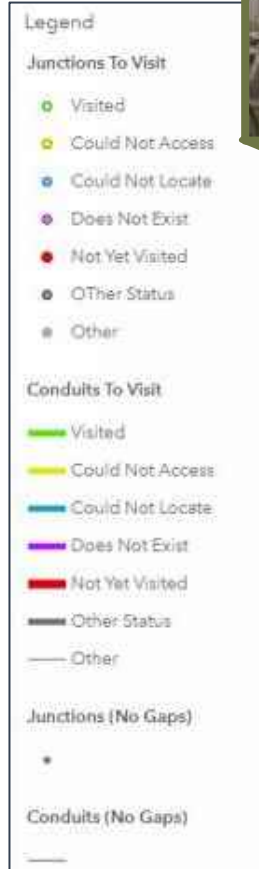 Legend
Junctions To Visit
Visited
Could Not Access
Could Not Locate
Does Not Exist
Not Yet Visited
OTher Status
Other
Conduits To Visit
Visited
Could Not Access
Could Not Locate
Does Not Exist
Not Yet Visited
Other Status
Other
Junctions (No Gaps)
Conduits (No Gaps)